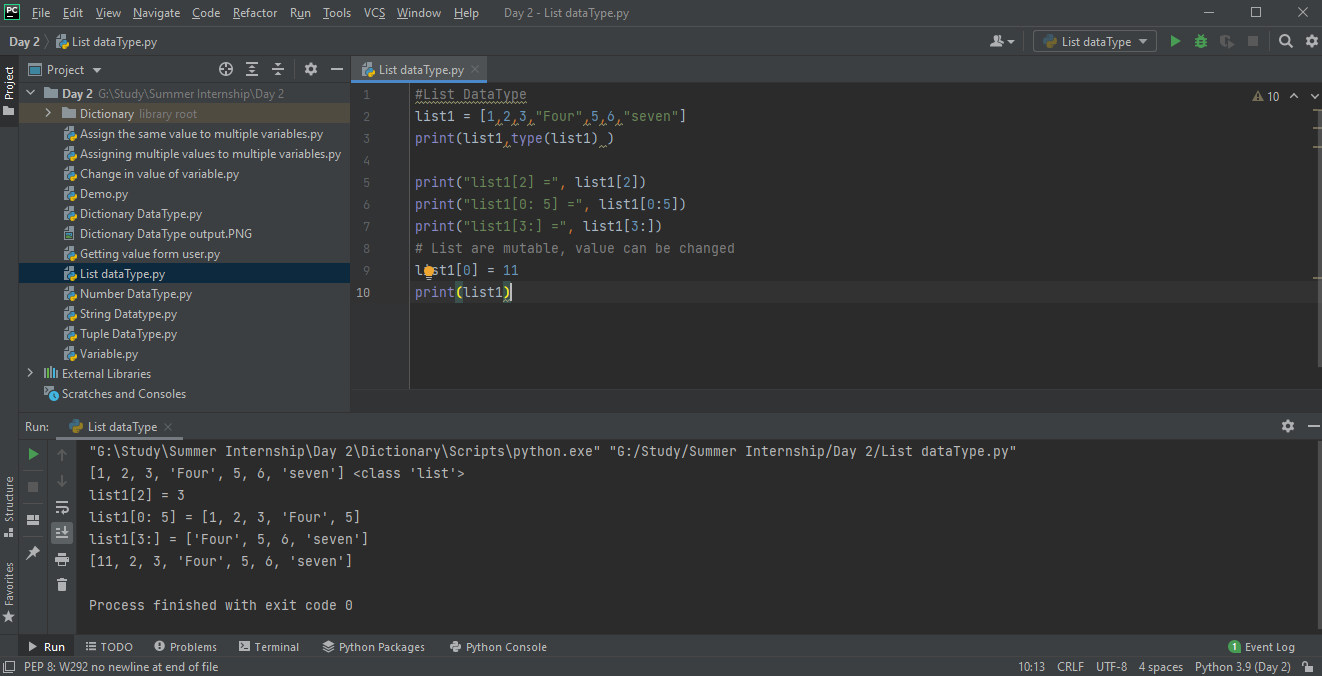 PC File Edit View Navigate Code Refactor Run Tools VCS Window Help Day 2 - List dataType.py
Day 2 List dataType.py List dataType
Project Project List dataType.py
Day 2 G:\Study\Summer Internship\Day 2
Dictionary library root
Assign the same value to multiple variables.py
Assigning multiple values to multiple variables.py
Change in value of variable.py
Demo.py
Dictionary DataType.py
Dictionary DataType output.PNG
Getting value form user.py
List dataType.py
Number DataType.py
String Datatype.py
Tuple DataType.py
Variable.py
External Libraries
Scratches and Consoles
1 #List DataType
2 list1 = [1,2,3,"Four",5,6,"seven"]
3 print(list1,type(list1) )
4
5 print("list1[2] =", list1[2])
6 print("list1[0: 5] =", list1[0:5])
7 print("list1[3:] =", list1[3:])
8 # List are mutable, value can be changed
9 list1[0] = 11
10 print(list1)
10
Run: List dataType
"G:\Study\Summer Internship\Day 2\Dictionary\Scripts\python.exe" "G:/Study/Summer Internship/Day 2/List dataType.py"
[1, 2, 3, 'Four', 5, 6, 'seven'] <class 'list'>
list1[2] = 3
list1[0: 5] = [1, 2, 3, 'Four', 5]
list1[3:] = ['Four', 5, 6, 'seven']
[11, 2, 3, 'Four', 5, 6, 'seven']
Process finished with exit code 0
Structure
Favorites
Run TODO Problems Terminal Python Packages Python Console 1 Event Log
PEP 8: W292 no newline at end of file 10:13 CRLF UTF-8 4 spaces Python 3.9 (Day 2)